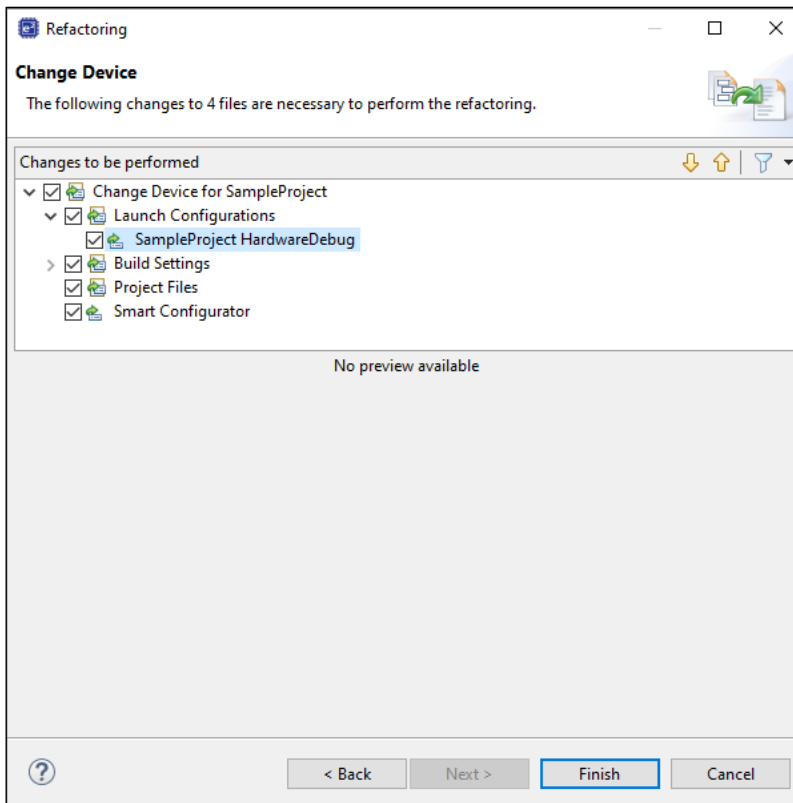 Refactoring
Change Device
The following changes to 4 files are necessary to perform the refactoring.
Changes to be performed
Change Device for SampleProject
Launch Configurations
SampleProject HardwareDebug
Build Settings
Project Files
Smart Configurator
No preview available
< Back
Next >
Finish
Cancel